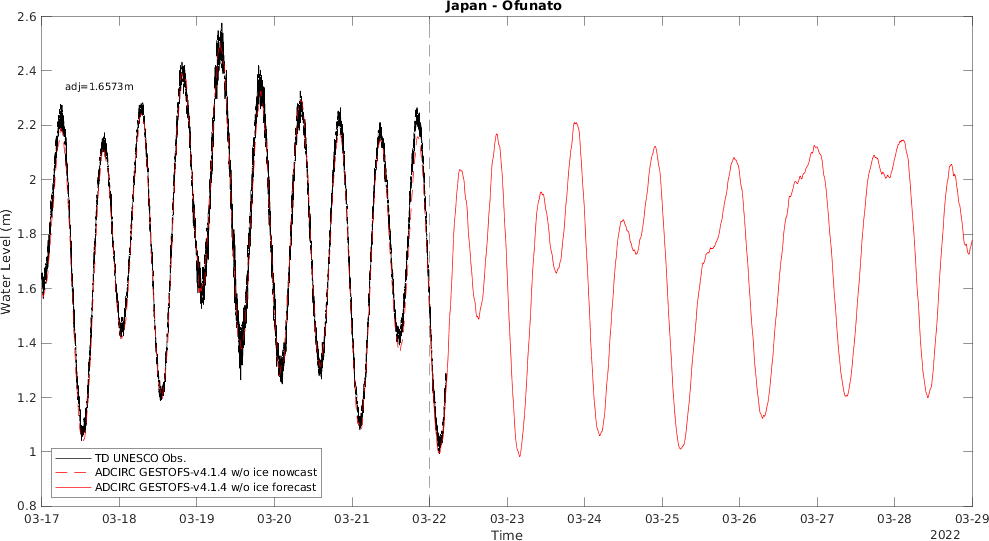 Japan - Ofunato
2.6
2.4
2.2
2
1.8
1.6
1.4
1.2
1
0.8
Water Level (m)
adj=1.6573m
TD UNESCO Obs.
ADCIRC GESTOFS-v4.1.4 w/o ice nowcast
ADCIRC GESTOFS-v4.1.4 w/o ice forecast
03-17 03-18 03-19 03-20 03-21 03-22 03-23 03-24 03-25 03-26 03-27 03-28 03-29
Time
2022